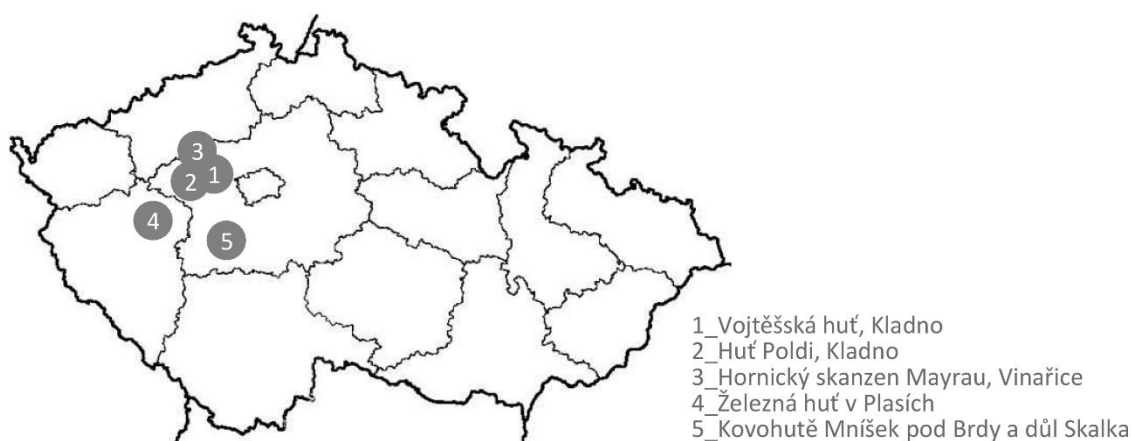 3
1
2
4
5
1_Vojtěšská huť, Kladno
2_Huť Poldi, Kladno
3_Hornický skanzen Mayrau, Vinařice
4_Železná huť v Plasích
5_Kovohutě Mníšek pod Brdy a důl Skalka